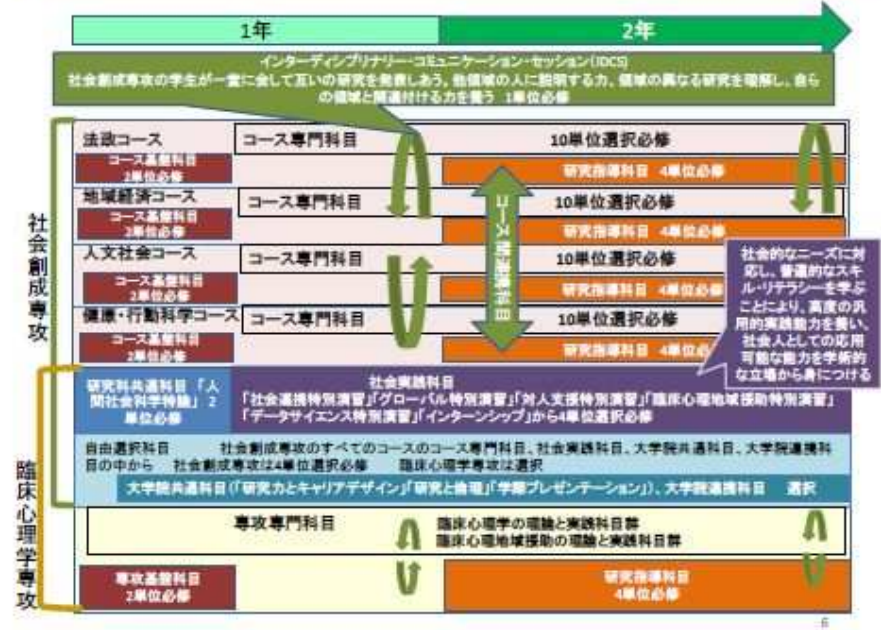 1年
2年
インターディシプリナリー・コミュニケーション・セッション(IDCS)
社会創成専攻の学生が一堂に会して互いの研究を発表しあう。他領域の人に説明する力、領域の異なる研究を理解し、自ら
の領域と関連付ける力を養う 1単位必修
社会創成専攻
法政コース
コース専門科目
10単位選択必修
コース基盤科目
2単位必修
研究指導科目 4単位必修
地域経済コース
コース専門科目
10単位選択必修
コース基盤科目
2単位必修
研究指導科目 4単位必修
人文社会コース
コース専門科目
10単位選択必修
コース基盤科目
2単位必修
研究指導科目 4単位必修
健康・行動科学コース
コース専門科目
10単位選択必修
コース基盤科目
2単位必修
研究指導科目 4単位必
コース
科目
社会的なニーズに対
応し、普遍的なスキ
ル・リテラシーを学ぶ
ことにより、高度の汎
用的実践能力を養い、
社会人としての応用
可能な能力を学術的
な立場から身につける
研究科共通科目 「人
間社会科学特論」 2
単位必修
社会実践科目
「社会連携特別演習」「グローバル特別演習」「対人支援特別演習」「臨床心理地域援助特別演習」
「データサイエンス特別演習」「インターンシップ」から4単位選択必修
自由選択科目 社会創成専攻のすべてのコースのコース専門科目、社会実践科目、大学院共通科目、大学院連携科
目の中から 社会創成専攻は4単位選択必修 臨床心理学専攻は選択
大学院共通科目(「研究力とキャリアデザイン」「研究と倫理」「学際プレゼンテーション」)、大学院連携科目 選択
臨床心理学専攻
専攻専門科目
臨床心理学の理論と実践科目群
臨床心理地域援助の理論と実践科目群
専攻基盤科目
2単位必修
研究指導科目
4単位必修
6